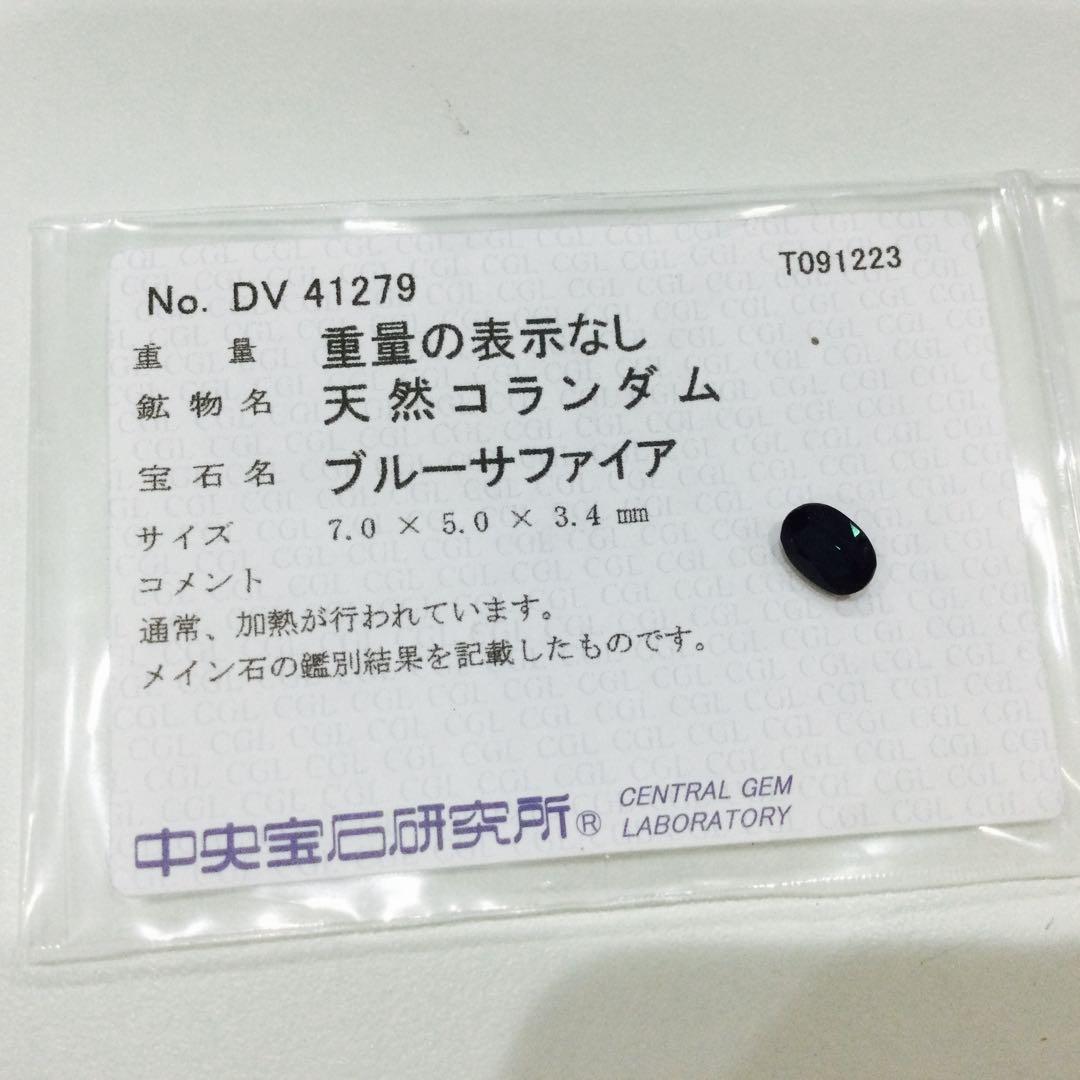 No. DV 41279
T091223
重量 重量の表示なし
鉱物名 天然コランダム
宝石名 ブルーサファイア
サイズ 7.0 × 5.0 × 3.4 mm
コメント
通常、加熱が行われています。
メイン石の鑑別結果を記載したものです。
中央宝石研究所® CENTRAL GEM
LABORATORY